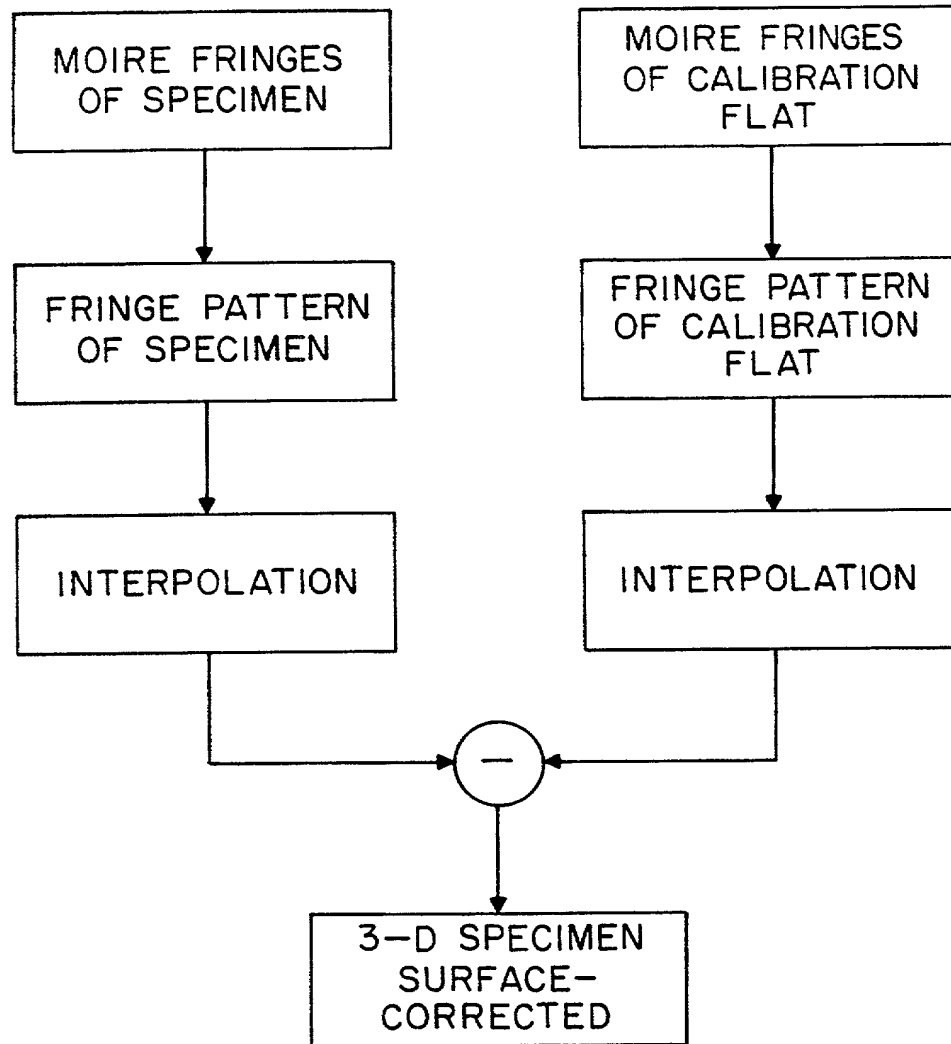 MOIRE FRINGES
OF SPECIMEN
MOIRE FRINGES
OF CALIBRATION
FLAT
FRINGE PATTERN
OF SPECIMEN
FRINGE PATTERN
OF CALIBRATION
FLAT
INTERPOLATION
INTERPOLATION
—
3-D SPECIMEN
SURFACE-
CORRECTED